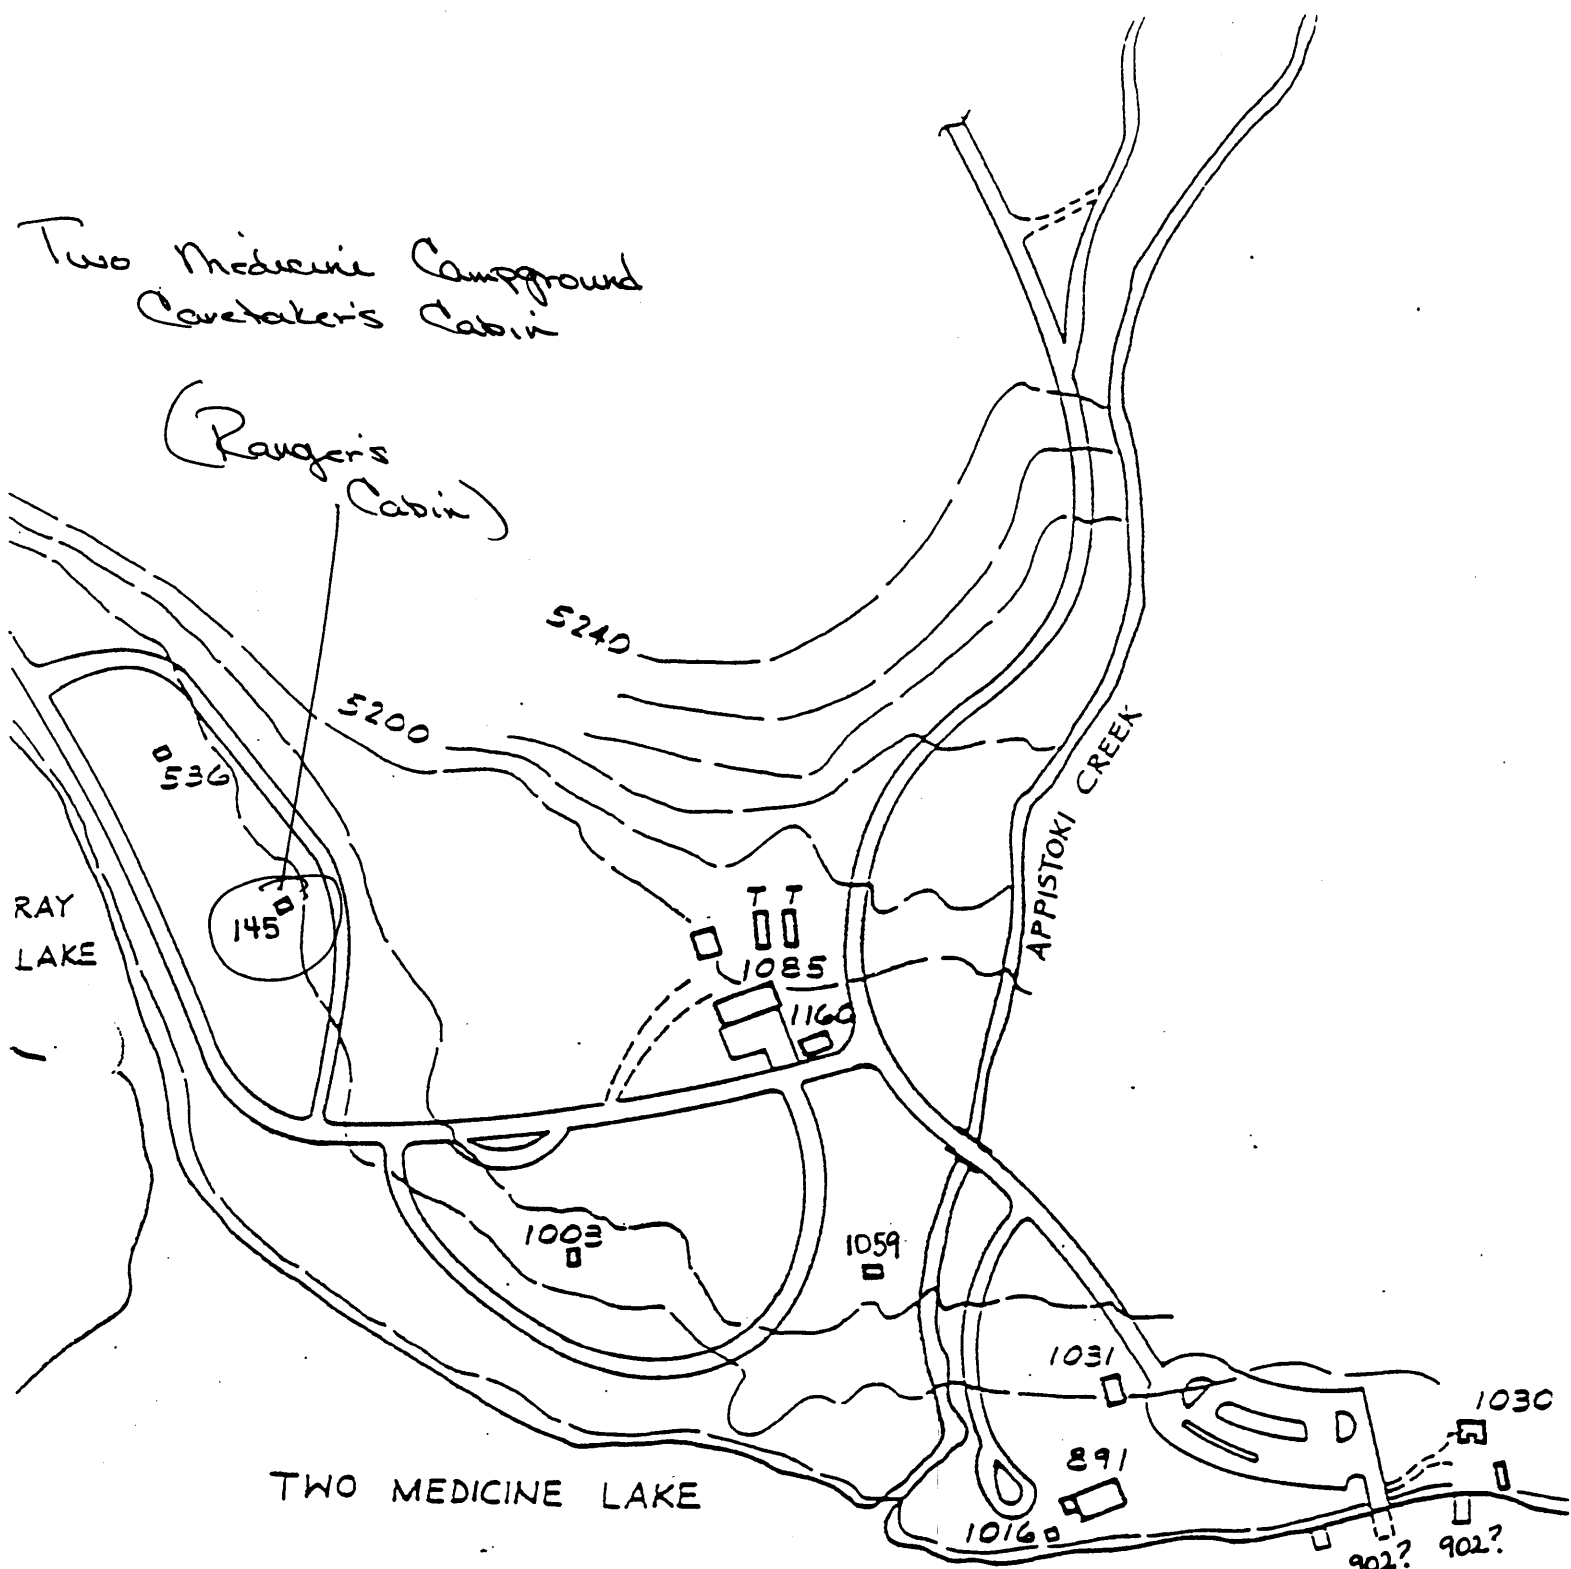 Two Medicine Campground
Caretaker's Cabin
(Ranger's
Cabin)
5240
5200
536
APPISTOKI CREEK
RAY
LAKE
145
T T
1085
1160
1003
1059
1031
1030
TWO MEDICINE LAKE
891
1016
902?
902?